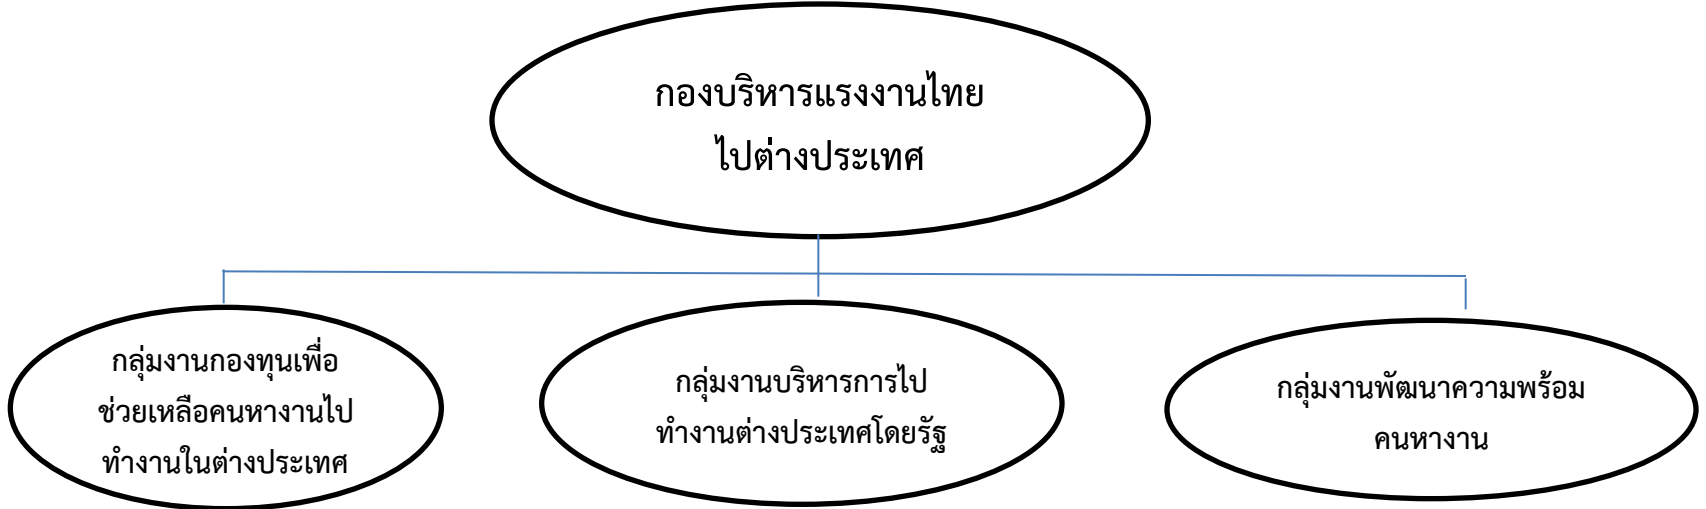 กองบริหารแรงงานไทย
ไปต่างประเทศ
กลุ่มงานกองทุนเพื่อ
ช่วยเหลือคนหางานไป
ทำงานในต่างประเทศ
กลุ่มงานบริหารการไป
ทำงานต่างประเทศโดยรัฐ
กลุ่มงานพัฒนาความพร้อม
คนหางาน